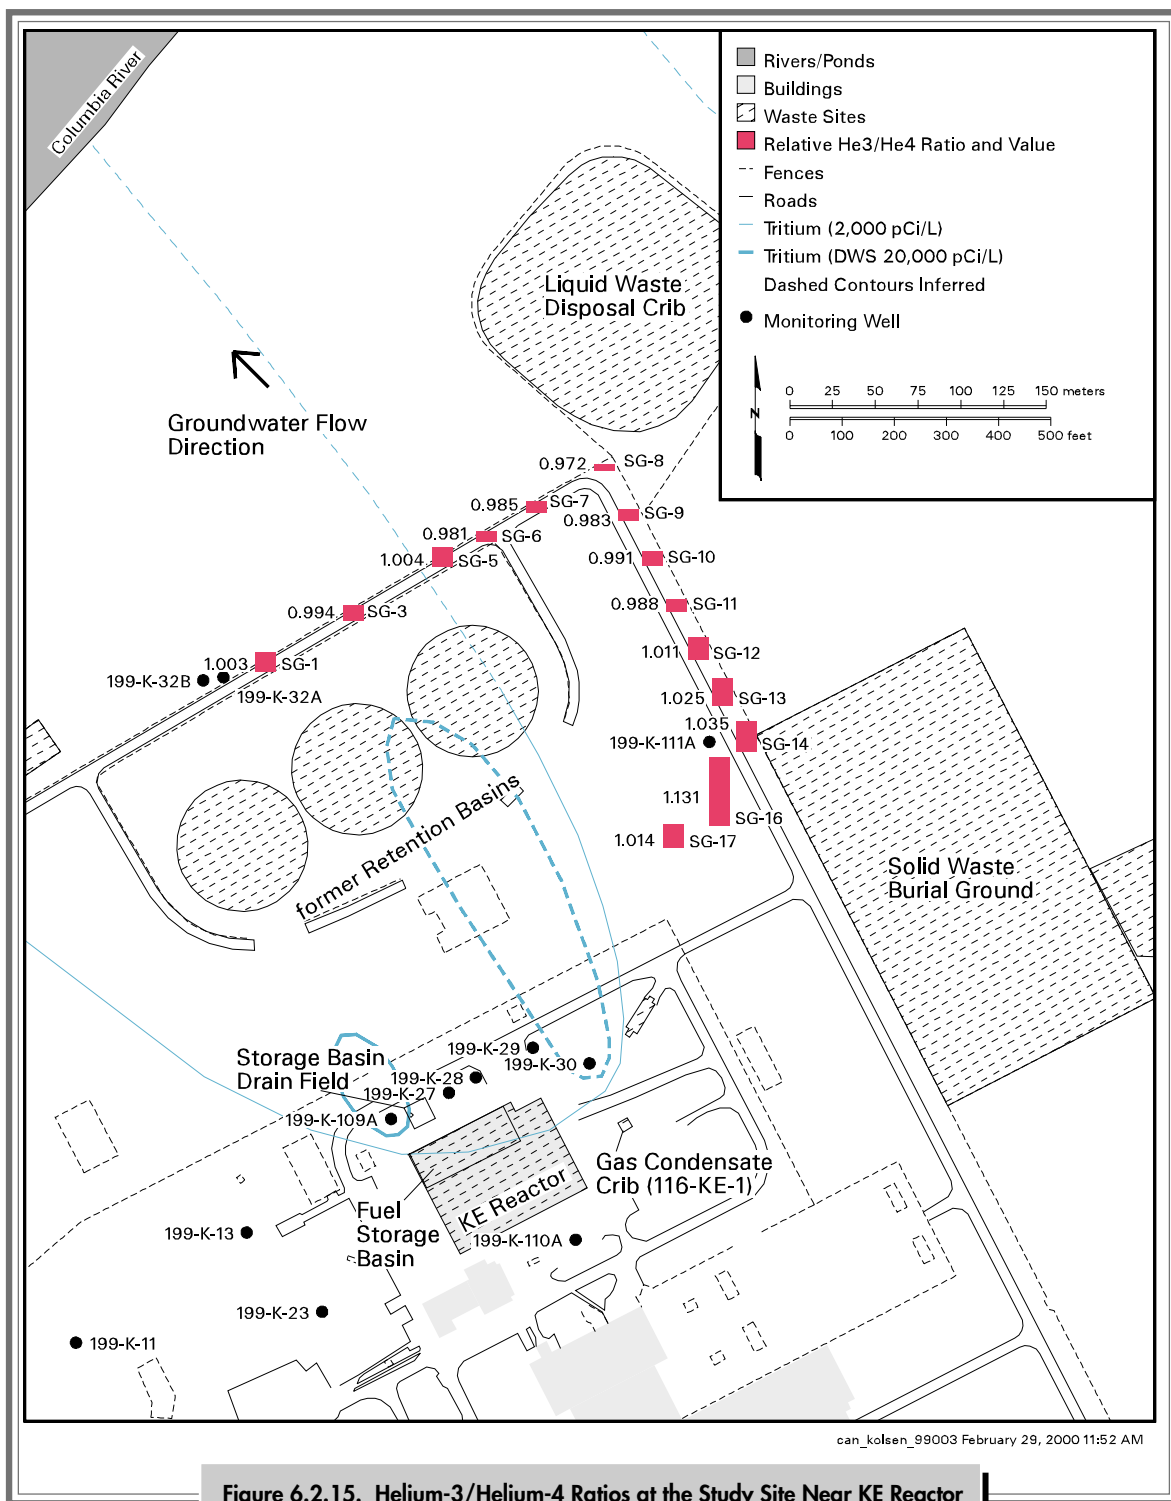 Columbia River
Rivers/Ponds
Buildings
Waste Sites
Relative He3/He4 Ratio and Value
Fences
Roads
Tritium (2,000 pCi/L)
Tritium (DWS 20,000 pCi/L)
Dashed Contours Inferred
Monitoring Well
N
0 25 50 75 100 125 150 meters
0 100 200 300 400 500 feet
Liquid Waste
Disposal Crib
Groundwater Flow
Direction
0.972 SG-8
0.985 SG-7
0.983 SG-9
0.981 SG-6
1.004 SG-5
0.991 SG-10
0.994 SG-3
0.988 SG-11
1.011 SG-12
1.003 SG-1
199-K-32B
199-K-32A
1.025 SG-13
1.035 SG-14
199-K-111A
1.131 SG-16
1.014 SG-17
former Retention Basins
Solid Waste
Burial Ground
Storage Basin
Drain Field
199-K-29
199-K-30
199-K-28
199-K-27
199-K-109A
Gas Condensate
Crib (116-KE-1)
KE Reactor
Fuel
Storage
Basin
199-K-13
199-K-110A
199-K-23
199-K-11
can_kolsen_99003 February 29, 2000 11:52 AM
Figure 6.2.15. Helium-3/Helium-4 Ratios at the Study Site Near KE Reactor